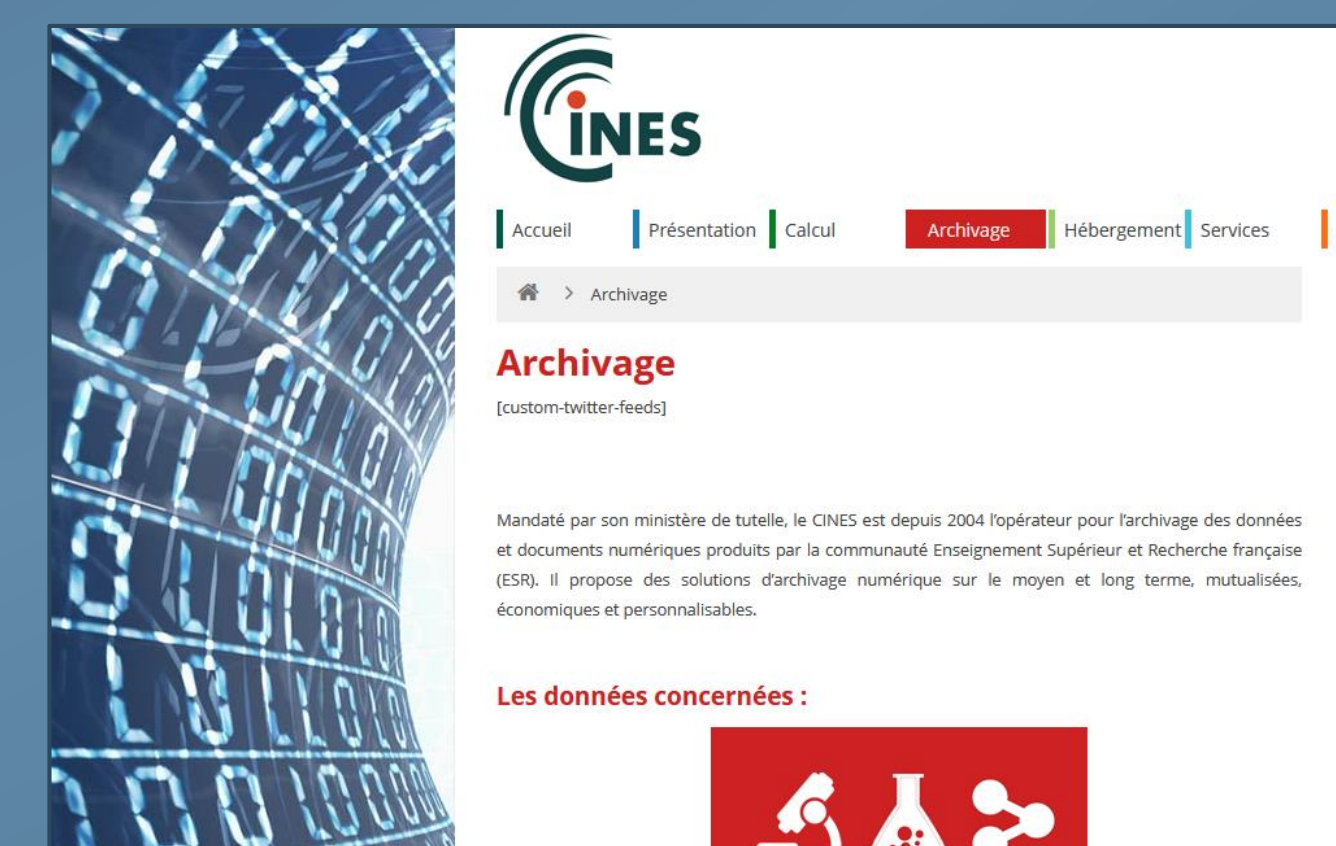 CINES
Accueil Présentation Calcul Archivage Hébergement Services
> Archivage
Archivage
[custom-twitter-feeds]
Mandaté par son ministère de tutelle, le CINES est depuis 2004 l'opérateur pour l'archivage des données
et documents numériques produits par la communauté Enseignement Supérieur et Recherche française
(ESR). Il propose des solutions d'archivage numérique sur le moyen et long terme, mutualisées,
économiques et personnalisables.
Les données concernées :